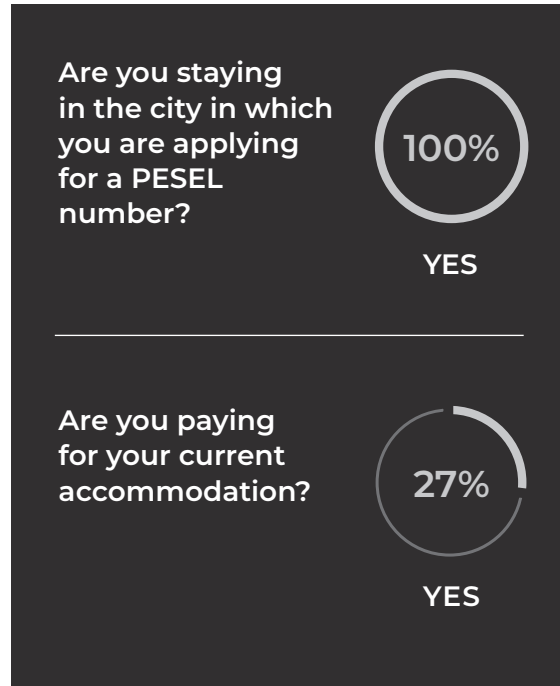 Are you staying
in the city in which
you are applying
for a PESEL
number?
100%
YES
Are you paying
for your current
accommodation?
27%
YES